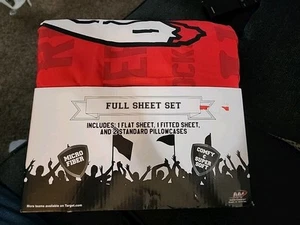 FULL SHEET SET
INCLUDES: 1 FLAT SHEET, 1 FITTED SHEET,
AND 2 STANDARD PILLOWCASES
MICRO
FIBER
COMFY
&
SUPER
SOFT
More teams available on Target.com